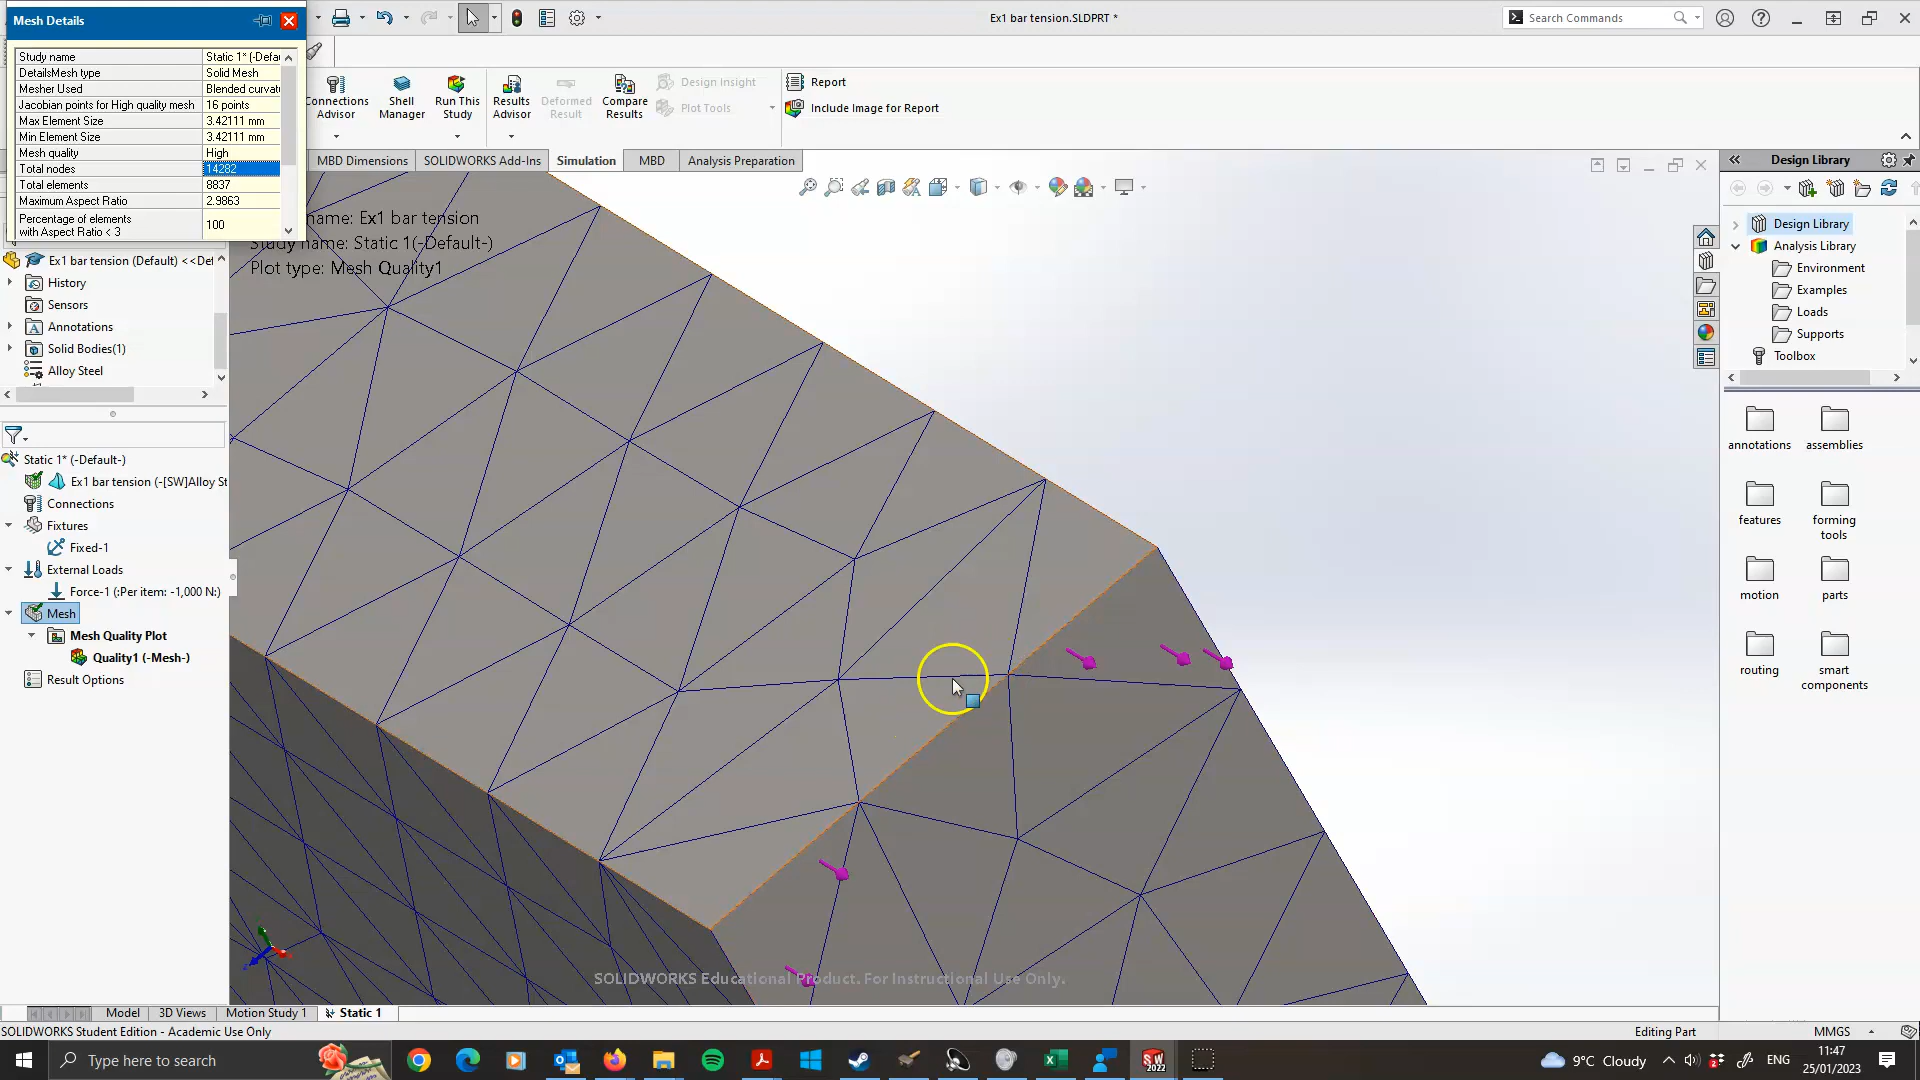 Mesh Details
Ex1 bar tension.SLDPRT *
Search Commands
Study name Static 1* (-Defau
DetailsMesh type Solid Mesh
Mesher Used Blended curvatu
Jacobian points for High quality mesh 16 points
Max Element Size 3.42111 mm
Min Element Size 3.42111 mm
Mesh quality High
Total nodes 14282
Total elements 8837
Maximum Aspect Ratio 2.9863
Percentage of elements
with Aspect Ratio < 3 100
Connections
Advisor
Shell
Manager
Run This
Study
Results
Advisor
Deformed
Result
Compare
Results
Design Insight
Plot Tools
Report
Include Image for Report
MBD Dimensions
SOLIDWORKS Add-Ins
Simulation
MBD
Analysis Preparation
name: Ex1 bar tension
Study name: Static 1(-Default-)
Plot type: Mesh Quality1
Ex1 bar tension (Default) <<Def
History
Sensors
Annotations
Solid Bodies(1)
Alloy Steel
Static 1* (-Default-)
Ex1 bar tension (-[SW]Alloy St
Connections
Fixtures
Fixed-1
External Loads
Force-1 (:Per item: -1,000 N:)
Mesh
Mesh Quality Plot
Quality1 (-Mesh-)
Result Options
Design Library
Design Library
Analysis Library
Environment
Examples
Loads
Supports
Toolbox
annotations
assemblies
features
forming
tools
motion
parts
routing
smart
components
SOLIDWORKS Educational Product. For Instructional Use Only.
Model
3D Views
Motion Study 1
Static 1
SOLIDWORKS Student Edition - Academic Use Only
Editing Part
MMGS
Type here to search
SW
2022
9°C Cloudy
ENG
11:47
25/01/2023